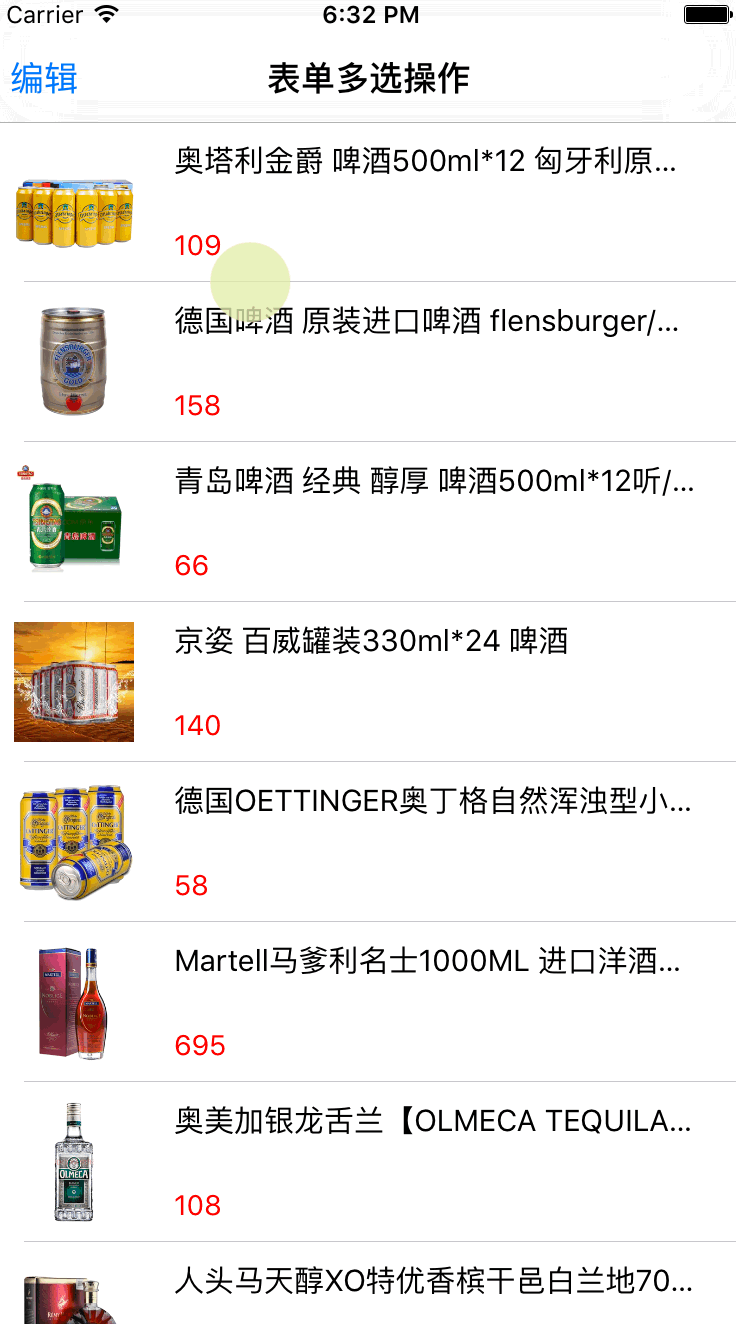 Carrier 6:32 PM
编辑 表单多选操作
奥塔利金爵 啤酒500ml*12 匈牙利原...
109
德国啤酒 原装进口啤酒 flensburger/...
158
青岛啤酒 经典 醇厚 啤酒500ml*12听/...
66
京姿 百威罐装330ml*24 啤酒
140
德国OETTINGER奥丁格自然浑浊型小...
58
Martell马爹利名士1000ML 进口洋酒...
695
奥美加银龙舌兰【OLMECA TEQUILA...
108
人头马天醇XO特优香槟干邑白兰地70...